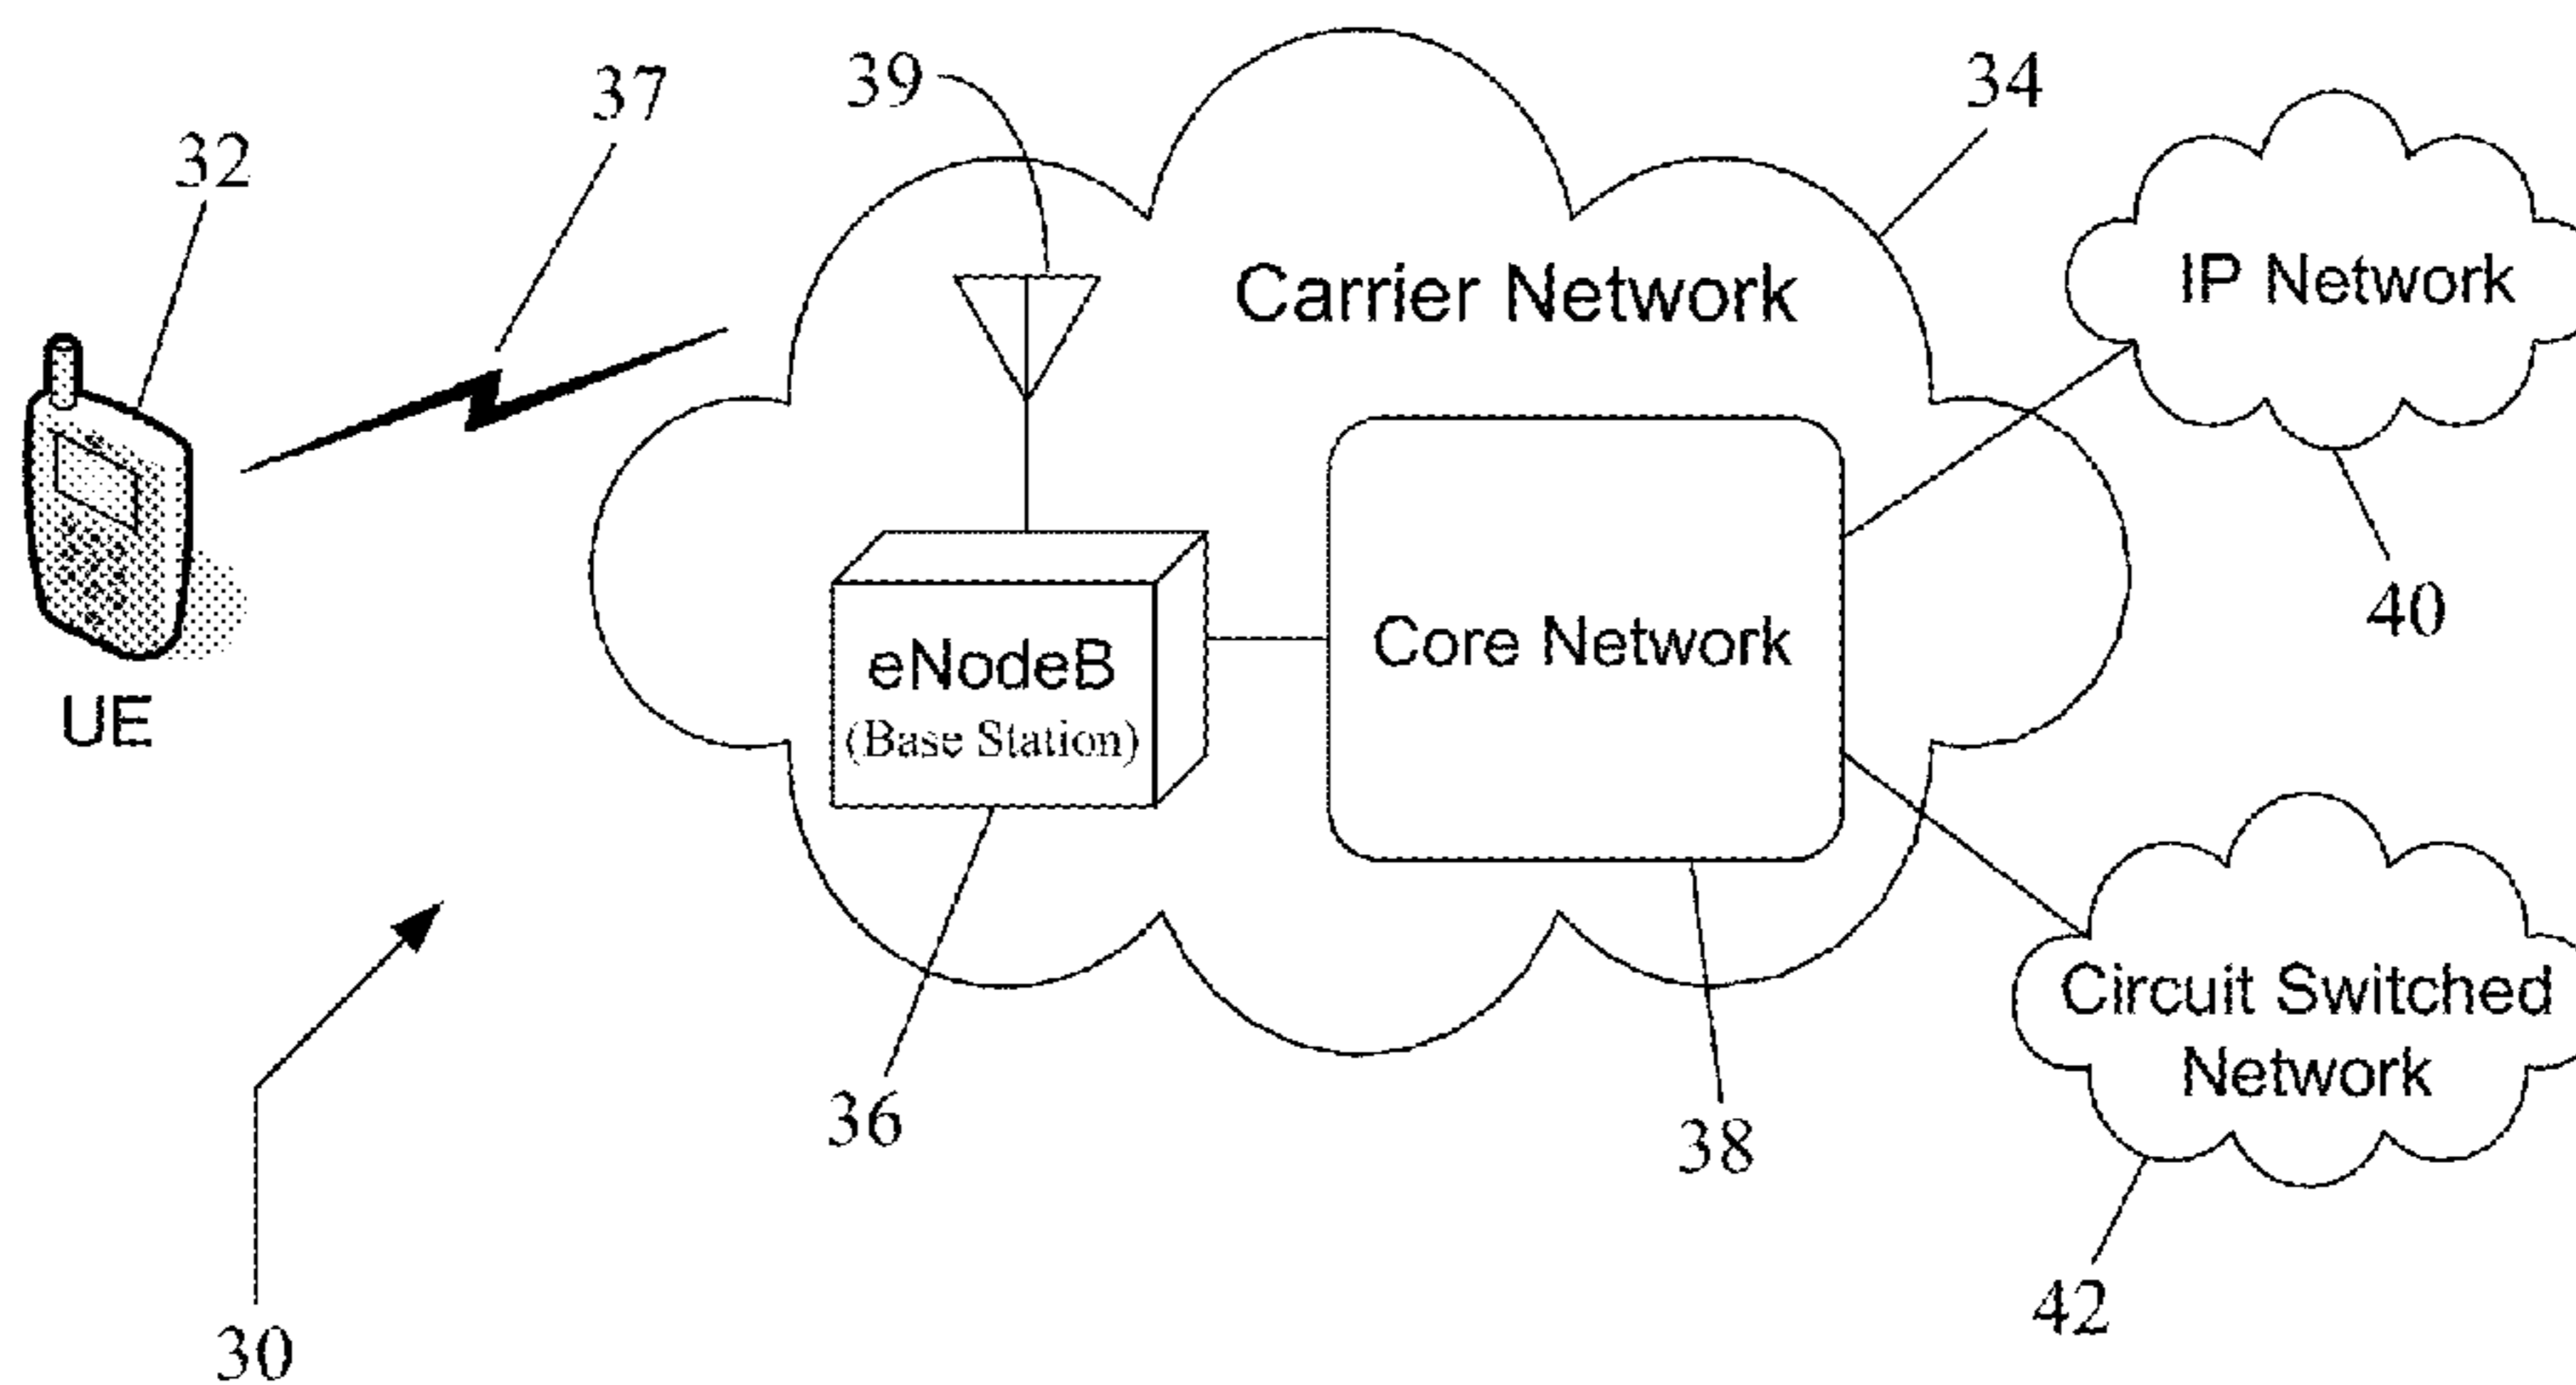 37
39
34
32
Carrier Network
IP Network
40
Core Network
eNodeB
(Base Station)
UE
Circuit Switched
Network
36
38
42
30